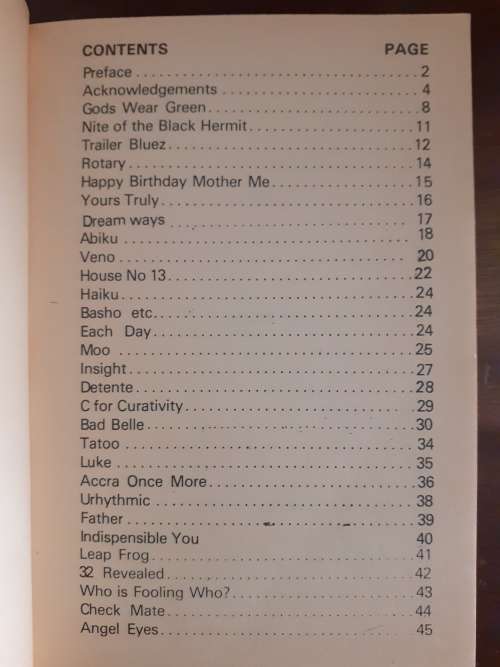 CONTENTS PAGE
Preface . . . . . . . . . . . . . . . . . . . . . . . . . . . . . . . . . . . . . 2
Acknowledgements . . . . . . . . . . . . . . . . . . . . . . . . . . 4
Gods Wear Green . . . . . . . . . . . . . . . . . . . . . . . . . . . 8
Nite of the Black Hermit . . . . . . . . . . . . . . . . . . . . . . 11
Trailer Bluez . . . . . . . . . . . . . . . . . . . . . . . . . . . . . . . . 12
Rotary . . . . . . . . . . . . . . . . . . . . . . . . . . . . . . . . . . . . . 14
Happy Birthday Mother Me . . . . . . . . . . . . . . . . . . . 15
Yours Truly . . . . . . . . . . . . . . . . . . . . . . . . . . . . . . . . . 16
Dream ways . . . . . . . . . . . . . . . . . . . . . . . . . . . . . . . 17
Abiku . . . . . . . . . . . . . . . . . . . . . . . . . . . . . . . . . . . . . 18
Veno . . . . . . . . . . . . . . . . . . . . . . . . . . . . . . . . . . . . . . 20
House No 13 . . . . . . . . . . . . . . . . . . . . . . . . . . . . . . . . 22
Haiku . . . . . . . . . . . . . . . . . . . . . . . . . . . . . . . . . . . . . . 24
Basho etc. . . . . . . . . . . . . . . . . . . . . . . . . . . . . . . . . . 24
Each Day . . . . . . . . . . . . . . . . . . . . . . . . . . . . . . . . . . 24
Moo . . . . . . . . . . . . . . . . . . . . . . . . . . . . . . . . . . . . . . 25
Insight . . . . . . . . . . . . . . . . . . . . . . . . . . . . . . . . . . . . . 27
Detente . . . . . . . . . . . . . . . . . . . . . . . . . . . . . . . . . . . . 28
C for Curativity . . . . . . . . . . . . . . . . . . . . . . . . . . . . . 29
Bad Belle . . . . . . . . . . . . . . . . . . . . . . . . . . . . . . . . . . . 30
Tatoo . . . . . . . . . . . . . . . . . . . . . . . . . . . . . . . . . . . . . . 34
Luke . . . . . . . . . . . . . . . . . . . . . . . . . . . . . . . . . . . . . . . 35
Accra Once More . . . . . . . . . . . . . . . . . . . . . . . . . . . 36
Urhythmic . . . . . . . . . . . . . . . . . . . . . . . . . . . . . . . . . . 38
Father . . . . . . . . . . . . . . . . . . . . . . . . . . . . . . . . . . . . . . 39
Indispensible You 40
Leap Frog . . . . . . . . . . . . . . . . . . . . . . . . . . . . . . . . . . 41
32 Revealed . . . . . . . . . . . . . . . . . . . . . . . . . . . . . . . . 42
Who is Fooling Who? . . . . . . . . . . . . . . . . . . . . . . . . 43
Check Mate . . . . . . . . . . . . . . . . . . . . . . . . . . . . . . . . 44
Angel Eyes . . . . . . . . . . . . . . . . . . . . . . . . . . . . . . . . . 45